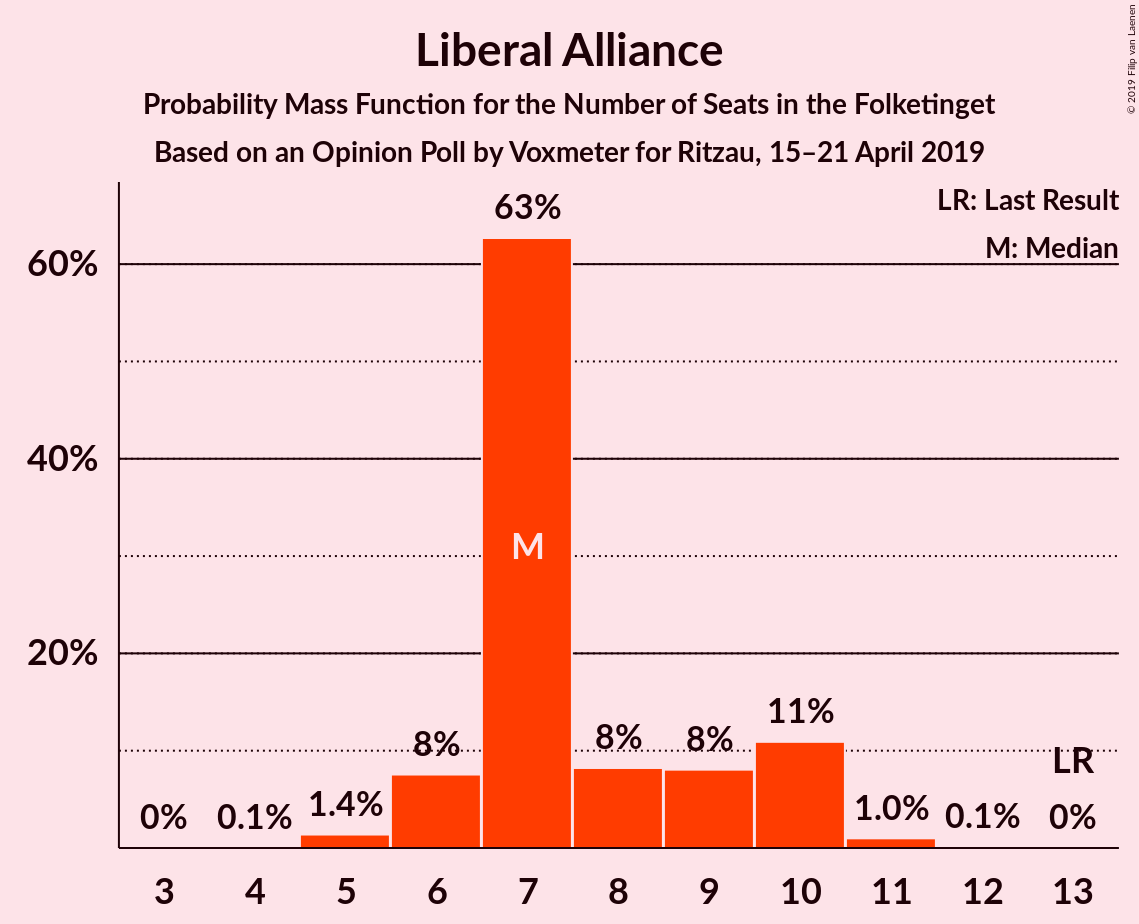 © 2019 Filip van Laenen
Liberal Alliance
Probability Mass Function for the Number of Seats in the Folketinget
Based on an Opinion Poll by Voxmeter for Ritzau, 15–21 April 2019
LR: Last Result
M: Median
63%
60%
40%
M
20%
11%
8%
8%
8%
LR
1.4%
1.0%
0%
0.1%
0.1%
0%
3 4 5 6 7 8 9 10 11 12 13